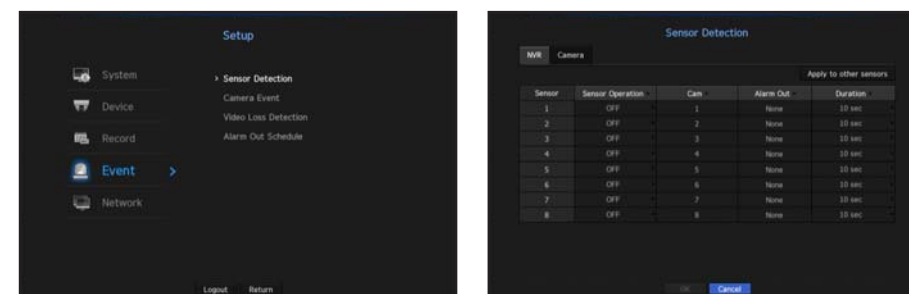 Setup
System
Device
Record
Event >
Network
> Sensor Detection
Camera Event
Video Loss Detection
Alarm Out Schedule
Logout Return
Sensor Detection
NVR Camera
Apply to other sensors
Sensor Sensor Operation Cam Alarm Out Duration
1 OFF 1 None 10 sec
2 OFF 2 None 10 sec
3 OFF 3 None 10 sec
4 OFF 4 None 10 sec
5 OFF 5 None 10 sec
6 OFF 6 None 10 sec
7 OFF 7 None 10 sec
8 OFF 8 None 10 sec
OK Cancel